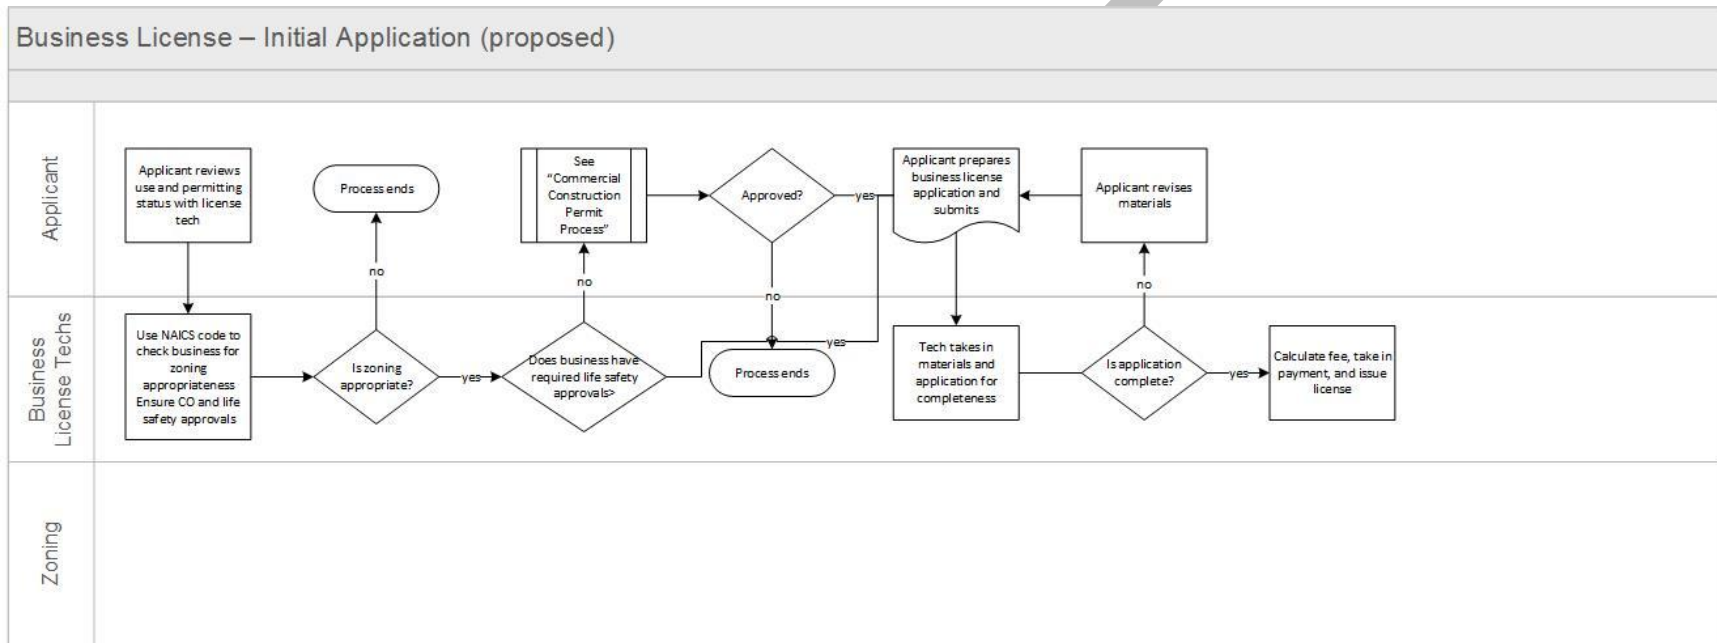 Business License – Initial Application (proposed)
Applicant
Applicant reviews
use and permitting
status with license
tech
Process ends
See
“Commercial
Construction
Permit
Process”
Approved?
yes
Applicant prepares
business license
application and
submits
Applicant revises
materials
no
no
no
no
Business
License Techs
Use NAICS code to
check business for
zoning
appropriateness
Ensure CO and life
safety approvals
Is zoning
appropriate?
yes
Does business have
required life safety
approvals>
yes
Process ends
Tech takes in
materials and
application for
completeness
Is application
complete?
yes
Calculate fee, take in
payment, and issue
license
Zoning